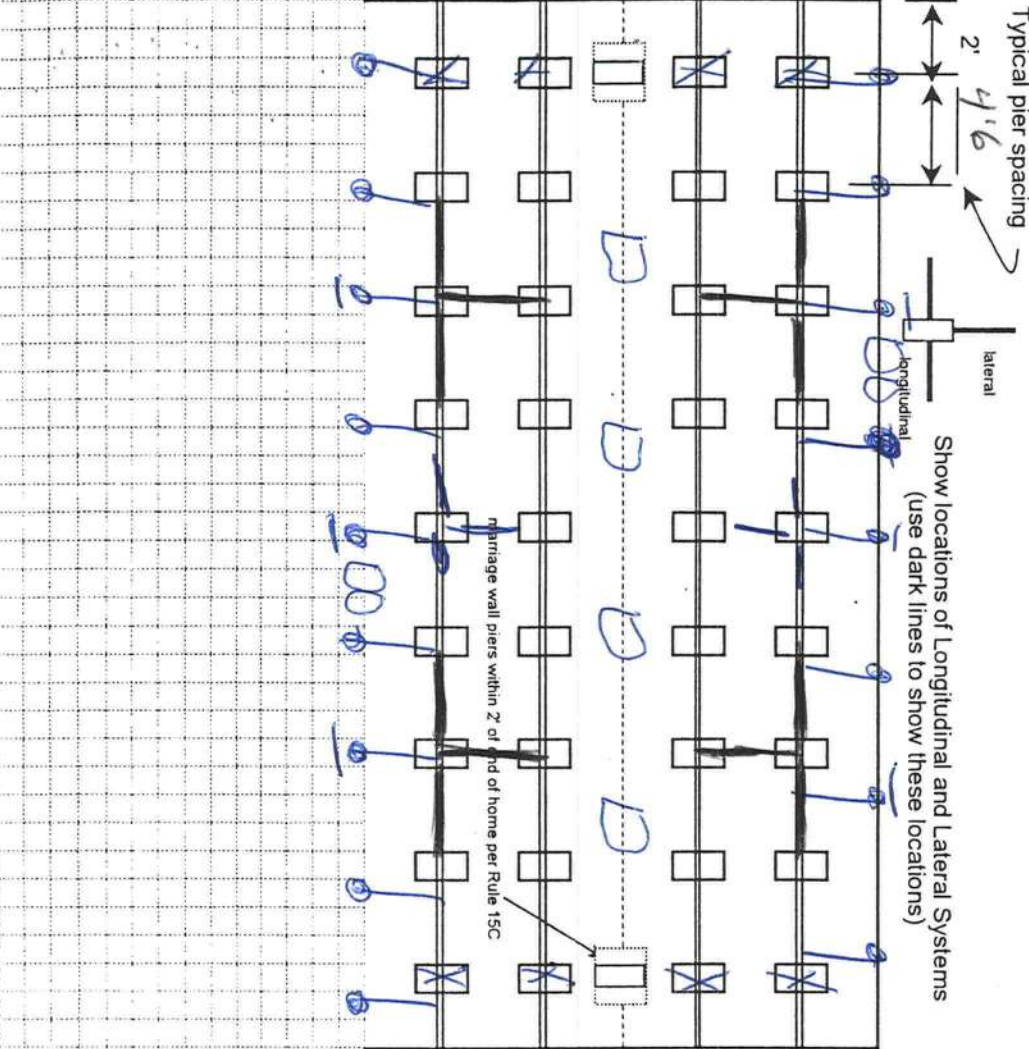 Typical pier spacing
2'
4'6
lateral
longitudinal
Show locations of Longitudinal and Lateral Systems
(use dark lines to show these locations)
marriage wall piers within 2' of end of home per Rule 15C